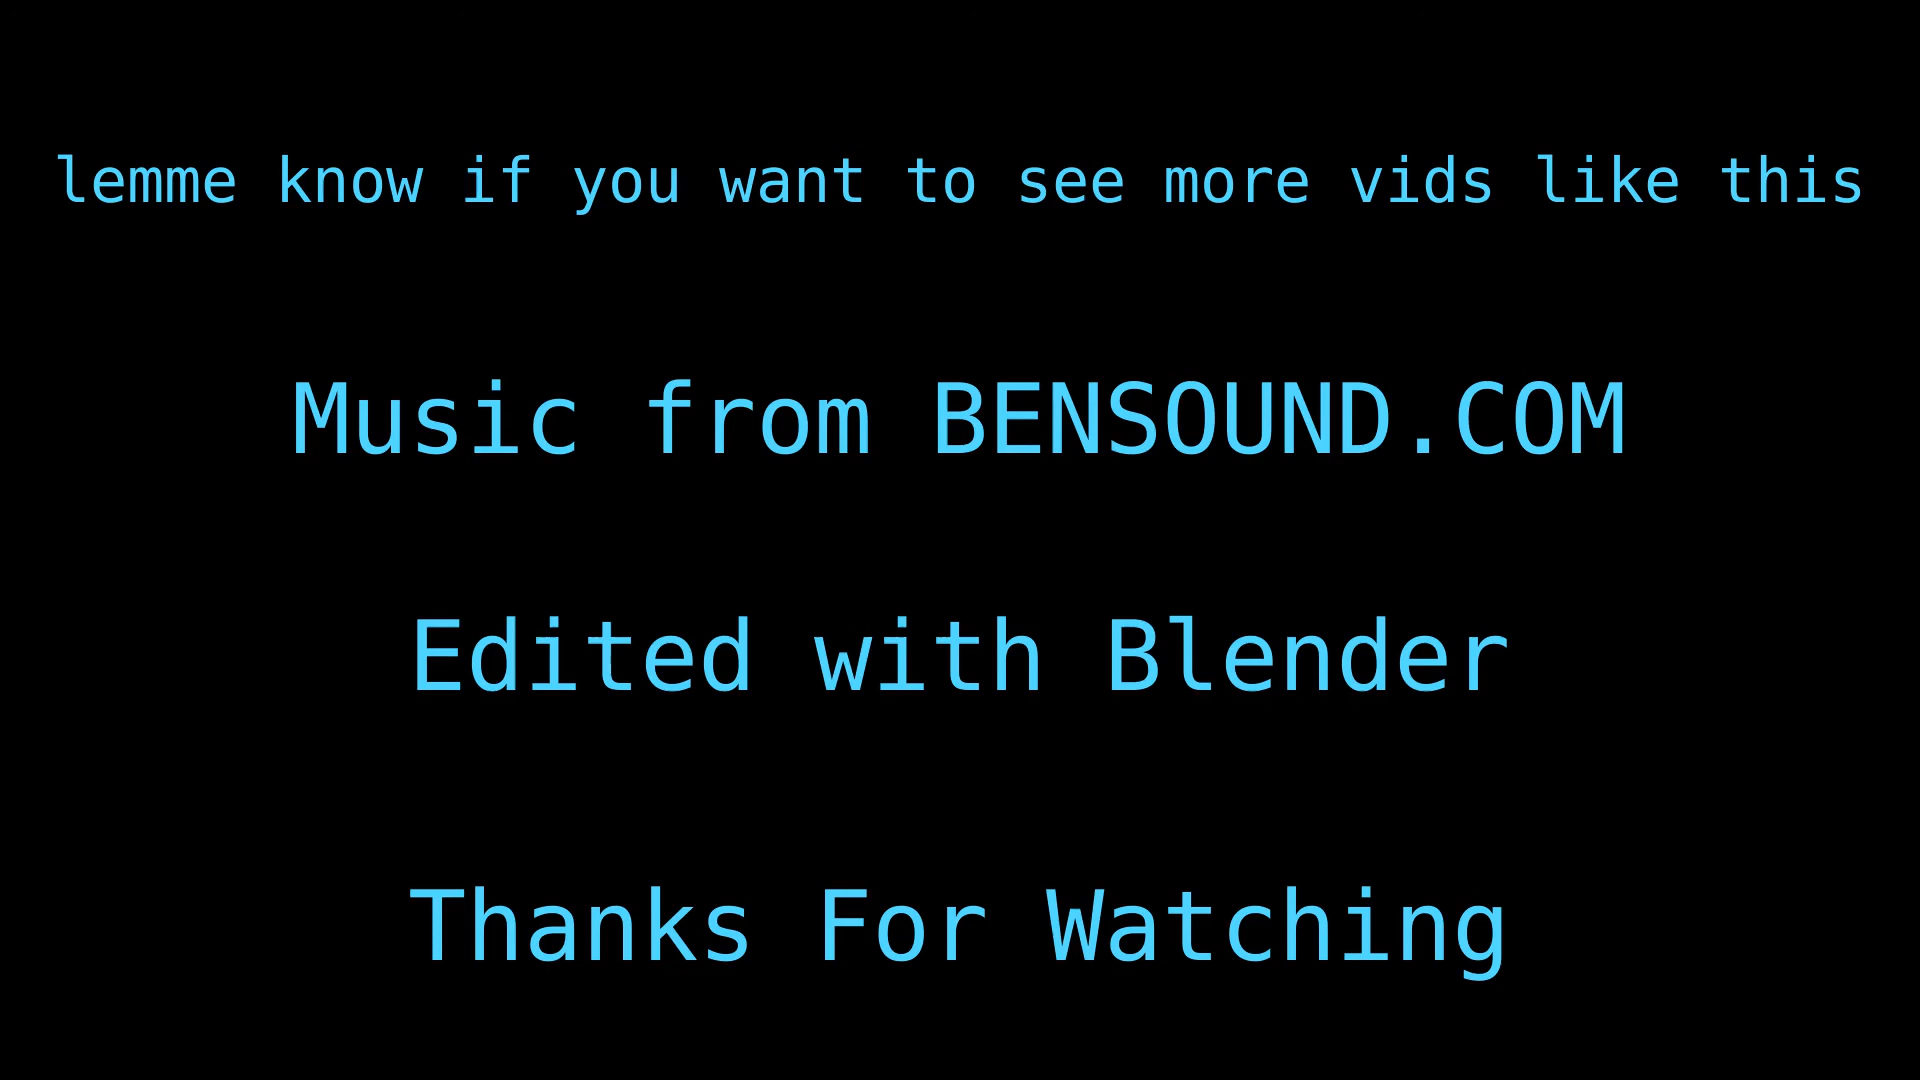 lemme know if you want to see more vids like this
Music from BENSOUND.COM
Edited with Blender
Thanks For Watching